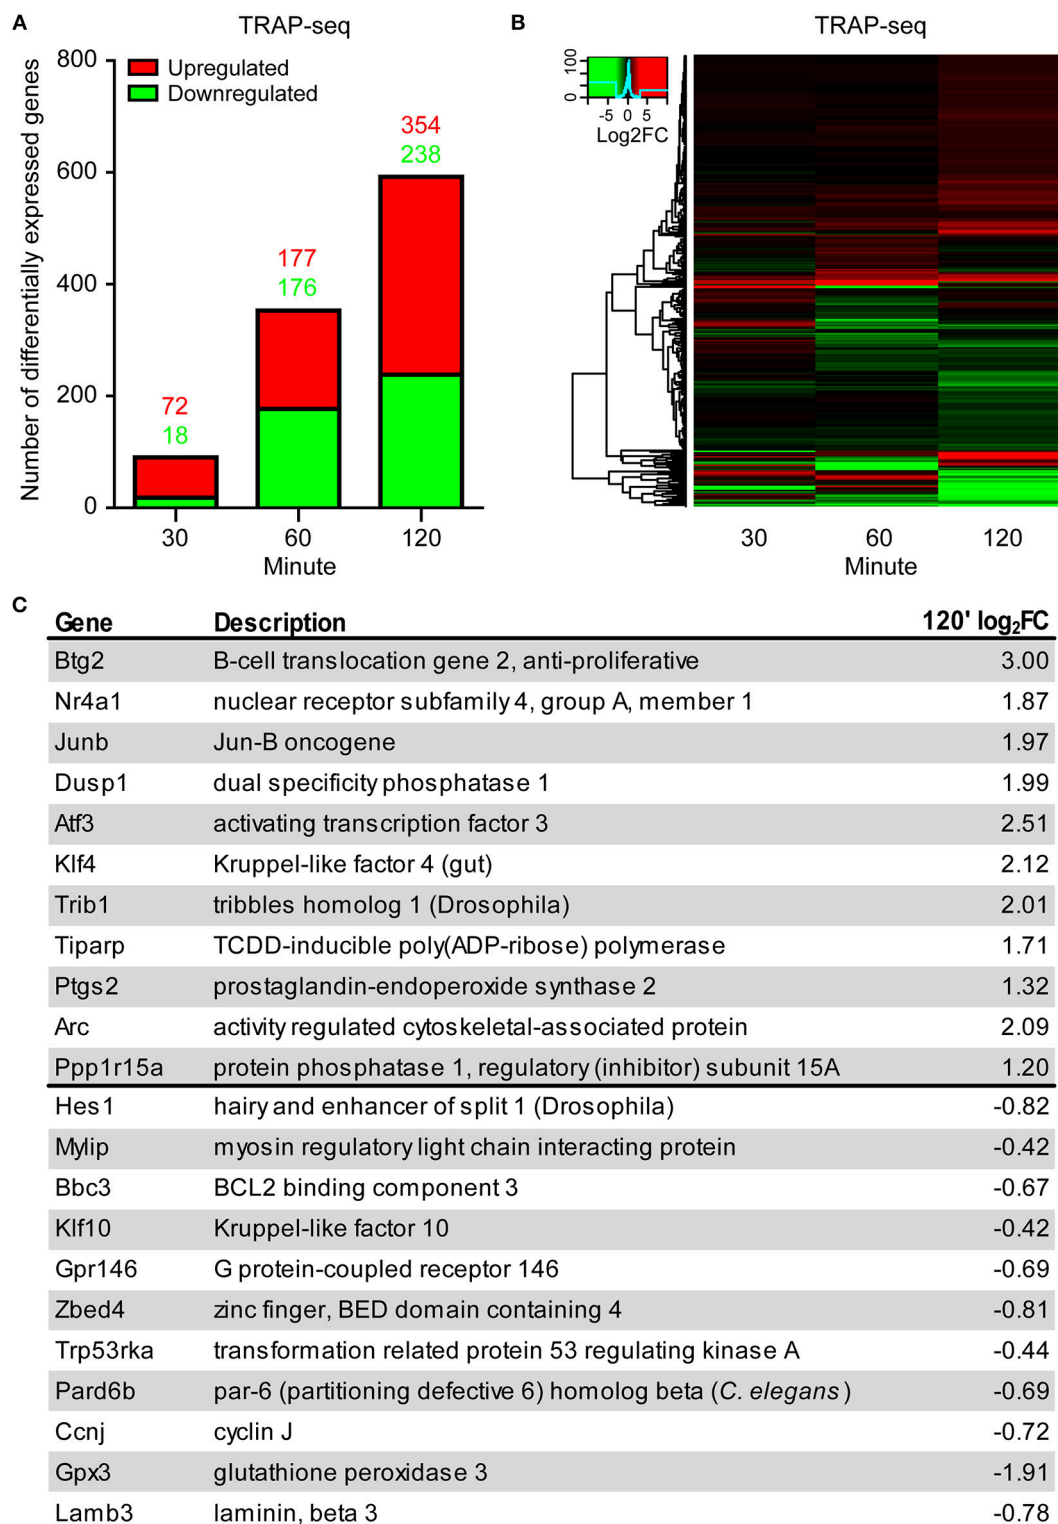 A
TRAP-seq
Number of differentially expressed genes
800
600
400
200
0
Upregulated
Downregulated
72
18
177
176
354
238
30
60
120
Minute
B
TRAP-seq
0 50 100
-5 0 5
Log2FC
30
60
120
Minute
C
Gene Description 120' log₂FC
Btg2 B-cell translocation gene 2, anti-proliferative 3.00
Nr4a1 nuclear receptor subfamily 4, group A, member 1 1.87
Junb Jun-B oncogene 1.97
Dusp1 dual specificity phosphatase 1 1.99
Atf3 activating transcription factor 3 2.51
Klf4 Kruppel-like factor 4 (gut) 2.12
Trib1 tribbles homolog 1 (Drosophila) 2.01
Tiparp TCDD-inducible poly(ADP-ribose) polymerase 1.71
Ptgs2 prostaglandin-endoperoxide synthase 2 1.32
Arc activity regulated cytoskeletal-associated protein 2.09
Ppp1r15a protein phosphatase 1, regulatory (inhibitor) subunit 15A 1.20
Hes1 hairy and enhancer of split 1 (Drosophila) -0.82
Mylip myosin regulatory light chain interacting protein -0.42
Bbc3 BCL2 binding component 3 -0.67
Klf10 Kruppel-like factor 10 -0.42
Gpr146 G protein-coupled receptor 146 -0.69
Zbed4 zinc finger, BED domain containing 4 -0.81
Trp53rka transformation related protein 53 regulating kinase A -0.44
Pard6b par-6 (partitioning defective 6) homolog beta (C. elegans) -0.69
Ccnj cyclin J -0.72
Gpx3 glutathione peroxidase 3 -1.91
Lamb3 laminin, beta 3 -0.78